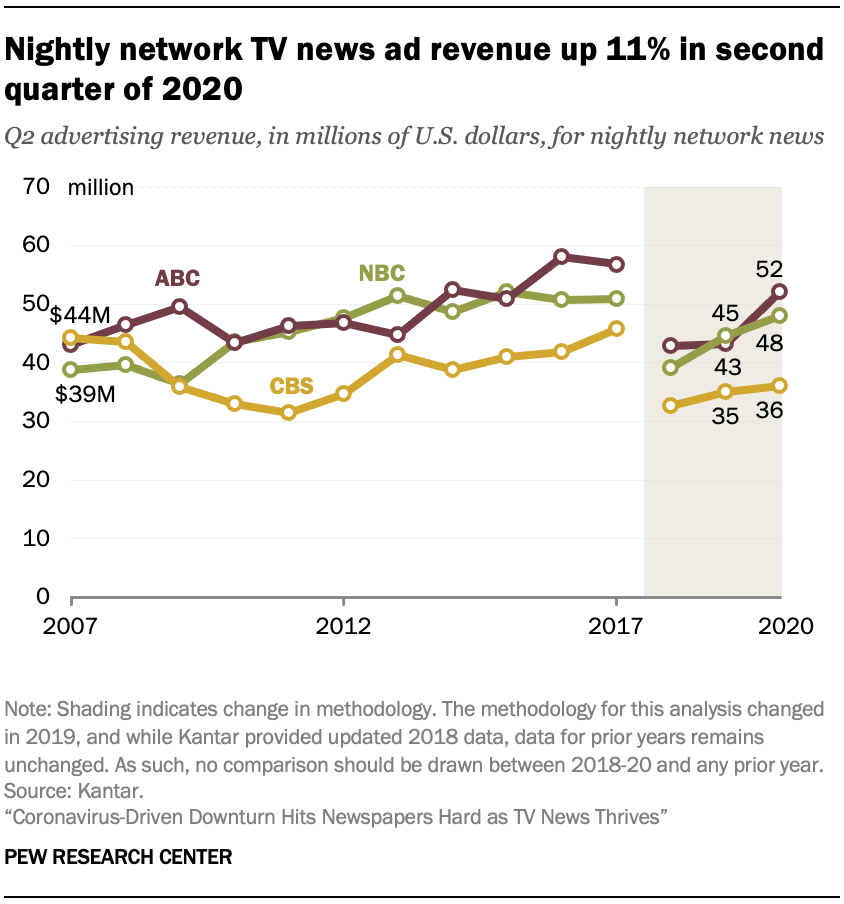 Nightly network TV news ad revenue up 11% in second
quarter of 2020
Q2 advertising revenue, in millions of U.S. dollars, for nightly network news
70 million
60
50
40
30
20
10
0
ABC
NBC
CBS
$44M
$39M
52
45
48
43
35
36
2007
2012
2017
2020
Note: Shading indicates change in methodology. The methodology for this analysis changed
in 2019, and while Kantar provided updated 2018 data, data for prior years remains
unchanged. As such, no comparison should be drawn between 2018-20 and any prior year.
Source: Kantar.
“Coronavirus-Driven Downturn Hits Newspapers Hard as TV News Thrives”
PEW RESEARCH CENTER